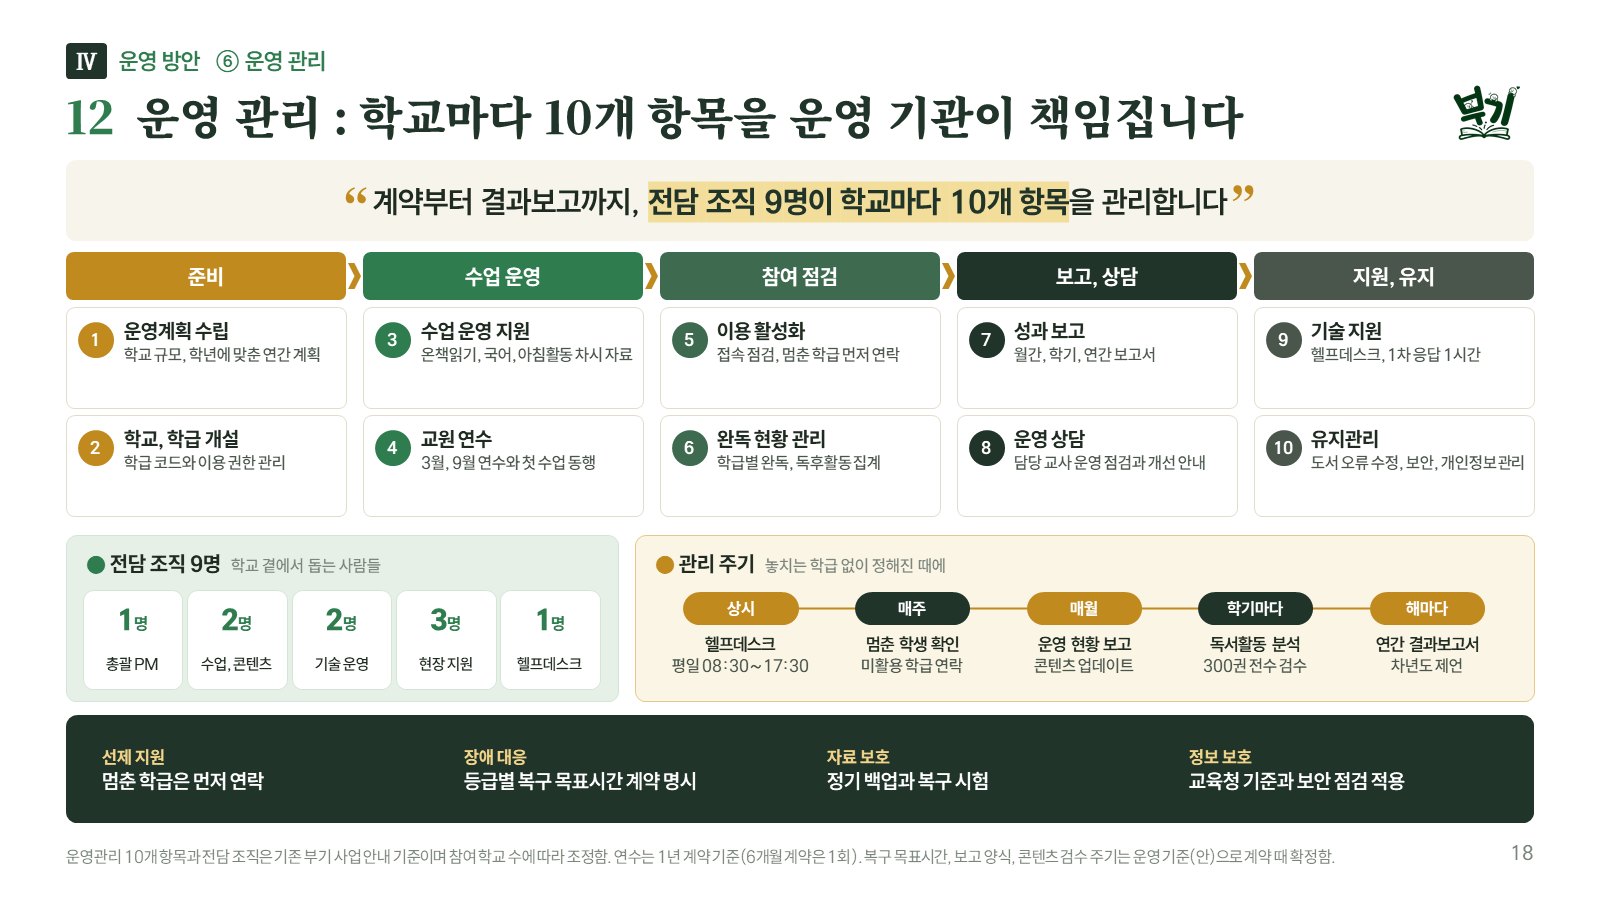 IV 운영 방안 ⑥ 운영 관리
12 운영 관리 : 학교마다 10개 항목을 운영 기관이 책임집니다
북기
“계약부터 결과보고까지, 전담 조직 9명이 학교마다 10개 항목을 관리합니다”
준비
수업 운영
참여 점검
보고, 상담
지원, 유지
1 운영계획 수립
학교 규모, 학년에 맞춘 연간 계획
3 수업 운영 지원
온책읽기, 국어, 아침활동 차시 자료
5 이용 활성화
접속 점검, 멈춘 학급 먼저 연락
7 성과 보고
월간, 학기, 연간 보고서
9 기술 지원
헬프데스크, 1차 응답 1시간
2 학교, 학급 개설
학급 코드와 이용 권한 관리
4 교원 연수
3월, 9월 연수와 첫 수업 동행
6 완독 현황 관리
학급별 완독, 독후활동 집계
8 운영 상담
담당 교사 운영 점검과 개선 안내
10 유지관리
도서 오류 수정, 보안, 개인정보 관리
전담 조직 9명 학교 곁에서 돕는 사람들
1명
총괄 PM
2명
수업, 콘텐츠
2명
기술 운영
3명
현장 지원
1명
헬프데스크
관리 주기 놓치는 학급 없이 정해진 때에
상시
헬프데스크
평일 08:30~17:30
매주
멈춘 학생 확인
미활용 학급 연락
매월
운영 현황 보고
콘텐츠 업데이트
학기마다
독서활동 분석
300권 전수 검수
해마다
연간 결과보고서
차년도 제언
선제 지원
멈춘 학급은 먼저 연락
장애 대응
등급별 복구 목표시간 계약 명시
자료 보호
정기 백업과 복구 시험
정보 보호
교육청 기준과 보안 점검 적용
운영관리 10개 항목과 전담 조직은 기존 부기 사업 안내 기준이며 참여 학교 수에 따라 조정함. 연수는 1년 계약 기준(6개월 계약은 1회). 복구 목표시간, 보고 양식, 콘텐츠 검수 주기는 운영 기준(안)으로 계약 때 확정함.
18